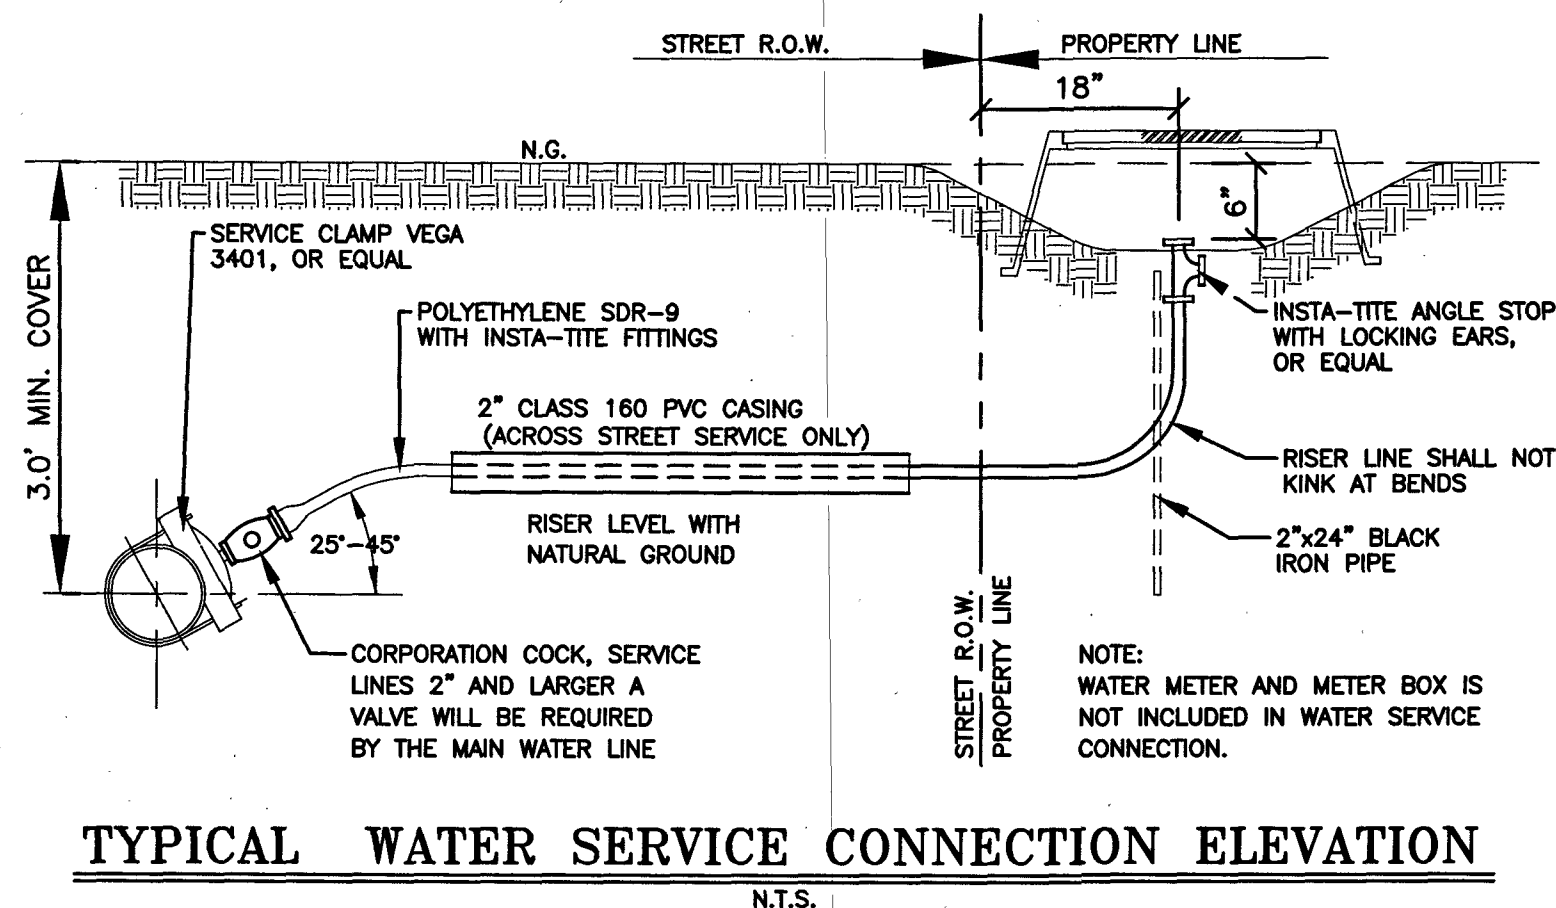 STREET R.O.W.
PROPERTY LINE
18"
N.G.
6"
3.0' MIN. COVER
SERVICE CLAMP VEGA
3401, OR EQUAL
POLYETHYLENE SDR-9
WITH INSTA-TITE FITTINGS
INSTA-TITE ANGLE STOP
WITH LOCKING EARS,
OR EQUAL
2" CLASS 160 PVC CASING
(ACROSS STREET SERVICE ONLY)
RISER LINE SHALL NOT
KINK AT BENDS
25°-45°
RISER LEVEL WITH
NATURAL GROUND
2"x24" BLACK
IRON PIPE
STREET R.O.W.
PROPERTY LINE
CORPORATION COCK, SERVICE
LINES 2" AND LARGER A
VALVE WILL BE REQUIRED
BY THE MAIN WATER LINE
NOTE:
WATER METER AND METER BOX IS
NOT INCLUDED IN WATER SERVICE
CONNECTION.
TYPICAL WATER SERVICE CONNECTION ELEVATION
N.T.S.